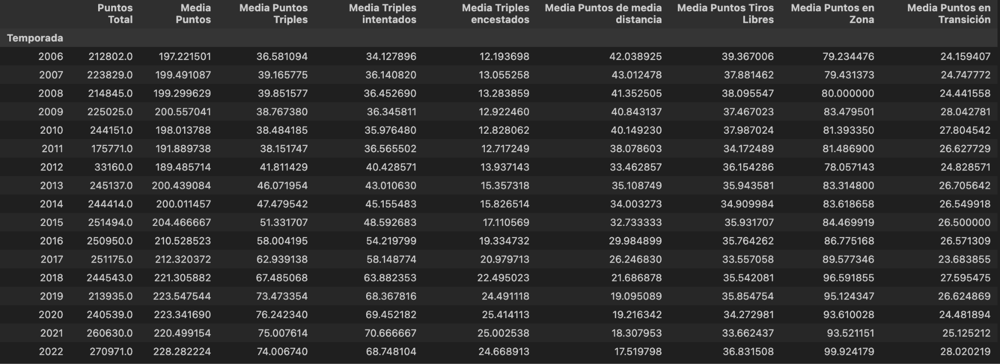 Puntos Total Media Puntos Media Puntos Triples Media Triples intentados Media Triples encestados Media Puntos de media distancia Media Puntos Tiros Libres Media Puntos en Zona Media Puntos en Transición
Temporada
2006 212802.0 197.221501 36.581094 34.127896 12.193698 42.038925 39.367006 79.234476 24.159407
2007 223829.0 199.491087 39.165775 36.140820 13.055258 43.012478 37.881462 79.431373 24.747772
2008 214845.0 199.299629 39.851577 36.452690 13.283859 41.352505 38.095547 80.000000 24.441558
2009 225025.0 200.557041 38.767380 36.345811 12.922460 40.843137 37.467023 83.479501 28.042781
2010 244151.0 198.013788 38.484185 35.976480 12.828062 40.149230 37.987024 81.393350 27.804542
2011 175771.0 191.889738 38.151747 36.565502 12.717249 38.078603 34.172489 81.486900 26.627729
2012 33160.0 189.485714 41.811429 40.428571 13.937143 33.462857 36.154286 78.057143 24.828571
2013 245137.0 200.439084 46.071954 43.010630 15.357318 35.108749 35.943581 83.314800 26.705642
2014 244414.0 200.011457 47.479542 45.155483 15.826514 34.003273 34.909984 83.618658 26.549918
2015 251494.0 204.466667 51.331707 48.592683 17.110569 32.733333 35.931707 84.469919 26.500000
2016 250950.0 210.528523 58.004195 54.219799 19.334732 29.984899 35.764262 86.775168 26.571309
2017 251175.0 212.320372 62.939138 58.148774 20.979713 26.246830 33.557058 89.577346 23.683855
2018 244543.0 221.305882 67.485068 63.882353 22.495023 21.686878 35.542081 96.591855 27.595475
2019 213935.0 223.547544 73.473354 68.367816 24.491118 19.095089 35.854754 95.124347 26.624869
2020 240539.0 223.341690 76.242340 69.452182 25.414113 19.216342 34.272981 93.610028 24.481894
2021 260630.0 220.499154 75.007614 70.666667 25.002538 18.307953 33.662437 93.521151 25.125212
2022 270971.0 228.282224 74.006740 68.748104 24.668913 17.519798 36.831508 99.924179 28.020219